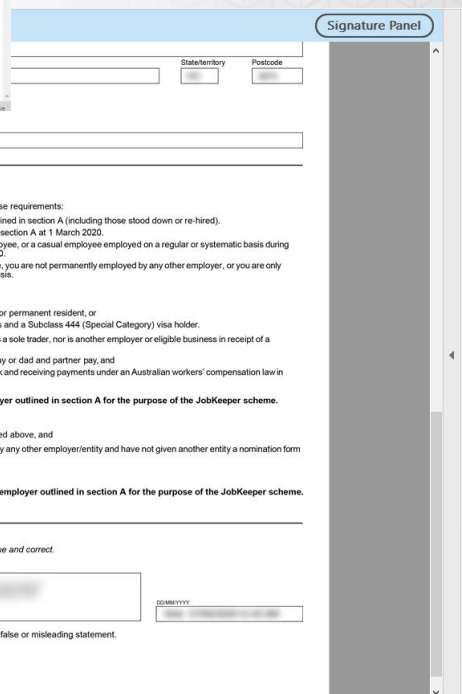 Signature Panel
State/territory Postcode
se requirements:
ined in section A (including those stood down or re-hired).
section A at 1 March 2020.
oyee, or a casual employee employed on a regular or systematic basis during
0.
e, you are not permanently employed by any other employer, or you are only
sis.
or permanent resident, or
s and a Subclass 444 (Special Category) visa holder.
s a sole trader, nor is another employer or eligible business in receipt of a
ny or dad and partner pay, and
k and receiving payments under an Australian workers' compensation law in
yer outlined in section A for the purpose of the JobKeeper scheme.
ed above, and
y any other employer/entity and have not given another entity a nomination form
employer outlined in section A for the purpose of the JobKeeper scheme.
ue and correct.
DD/MM/YYYY
false or misleading statement.